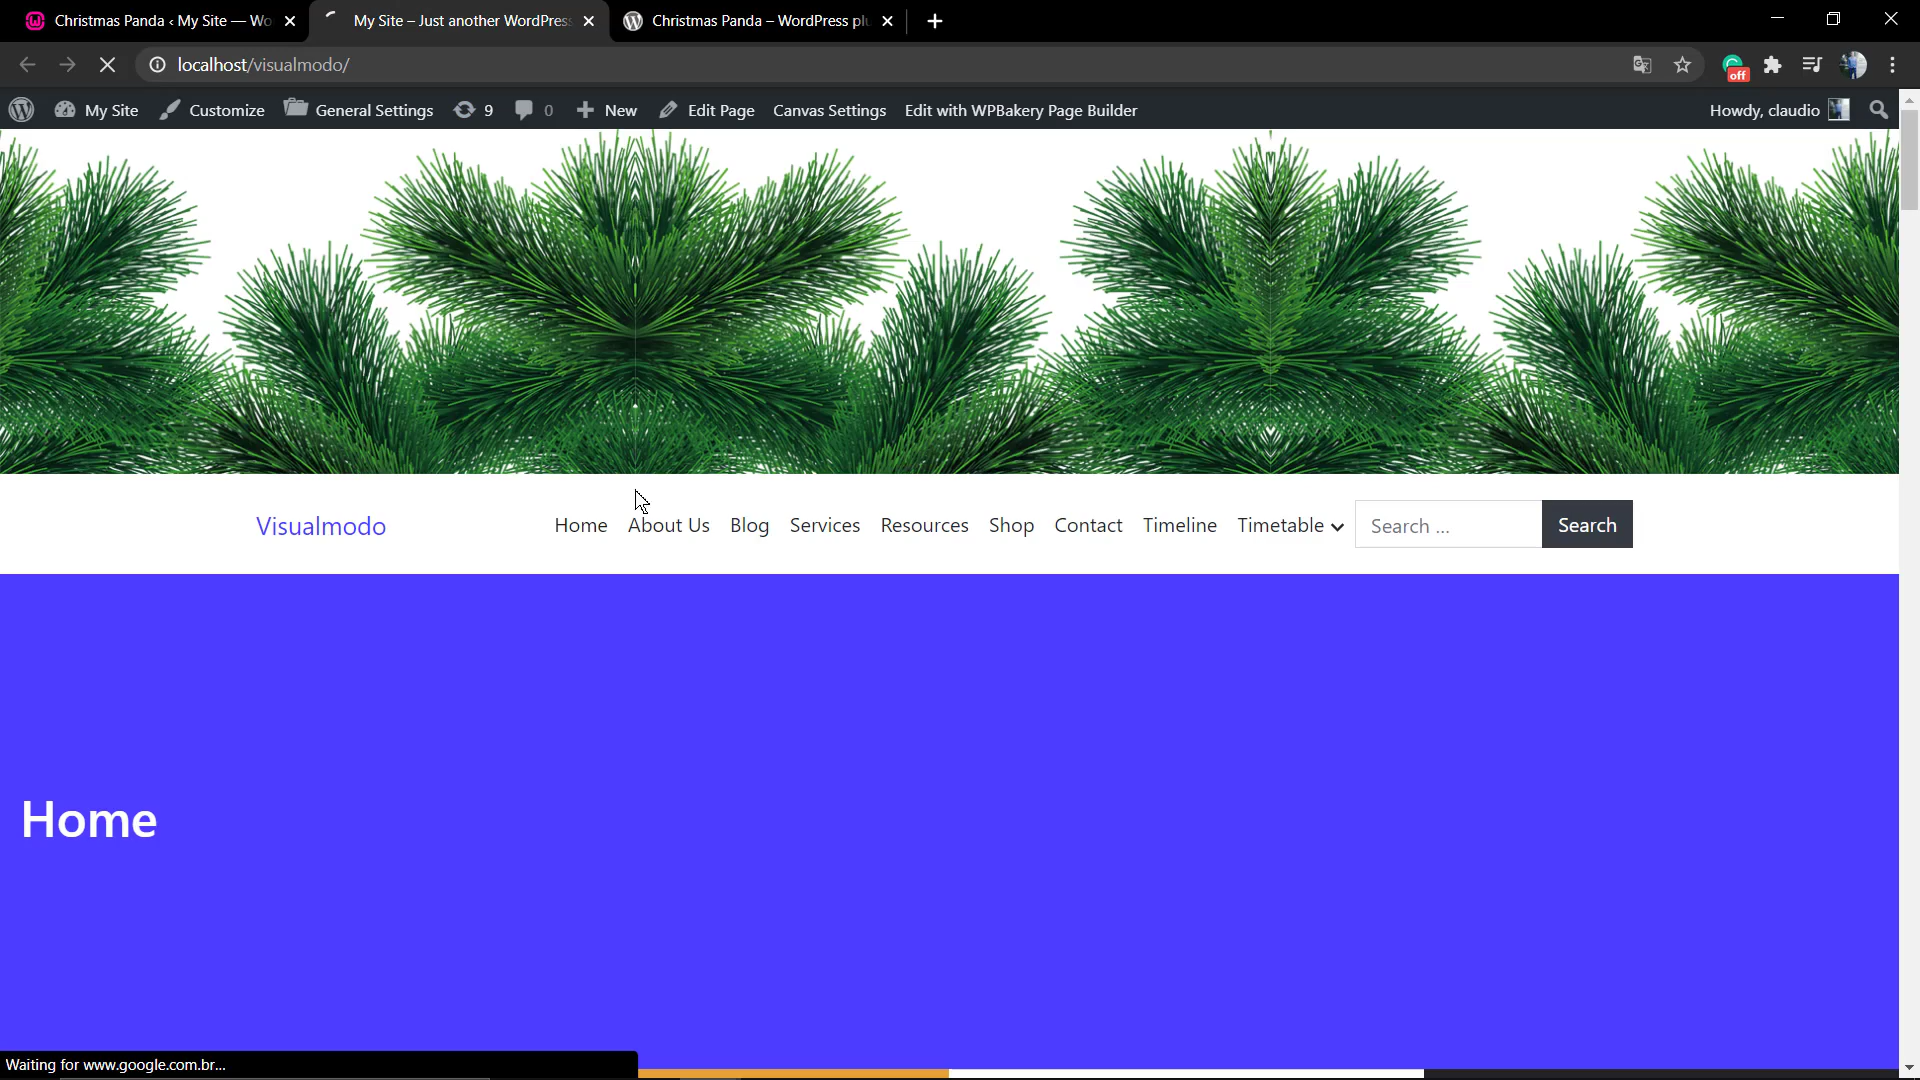 Christmas Panda ‹ My Site — Wo
My Site – Just another WordPress
Christmas Panda – WordPress plu
localhost/visualmodo/
off
My Site
Customize
General Settings
9
0
New
Edit Page
Canvas Settings
Edit with WPBakery Page Builder
Howdy, claudio
Visualmodo
Home
About Us
Blog
Services
Resources
Shop
Contact
Timeline
Timetable
Search ...
Search
Home
Waiting for www.google.com.br...